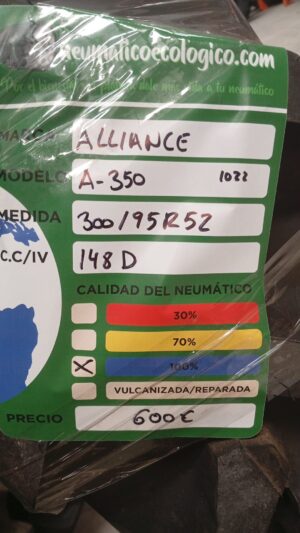 Neumaticoecologico.com
MARCA ALLIANCE
MODELO A-350 1022
MEDIDA 300/95R52
C.C/IV 148 D
CALIDAD DEL NEUMÁTICO
30%
70%
X 100%
VULCANIZADA/REPARADA
PRECIO 600€